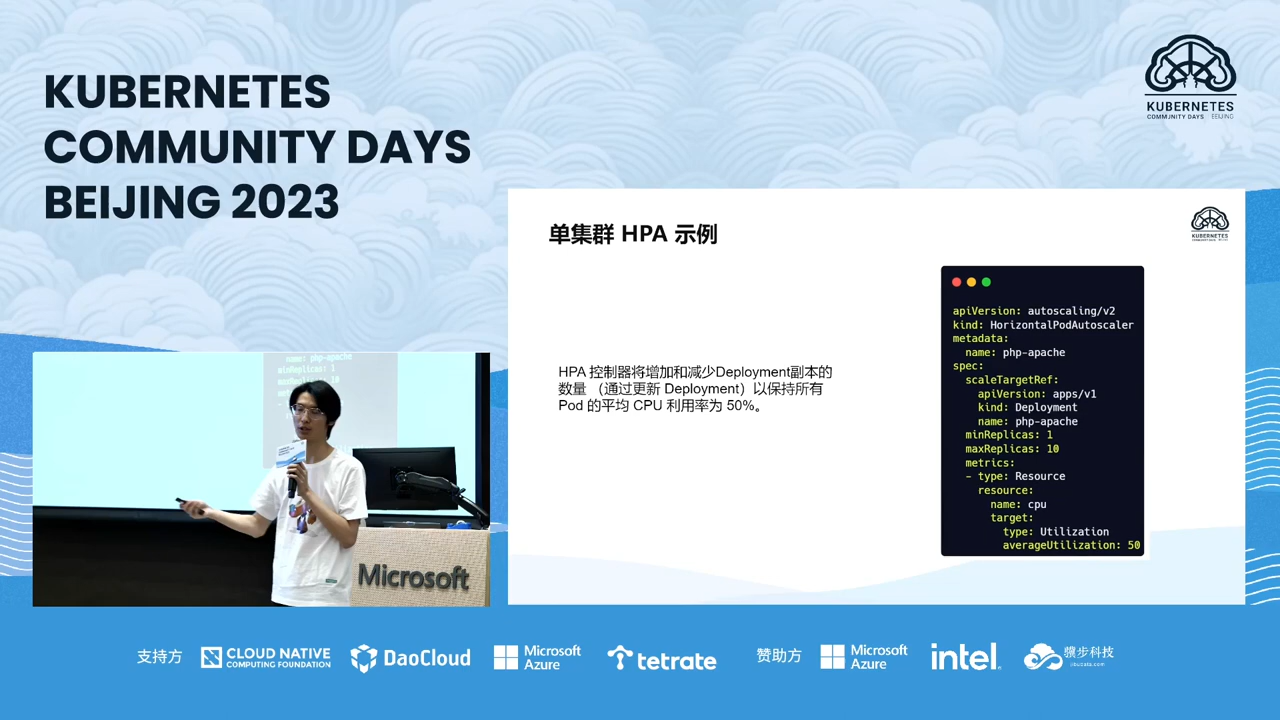 KUBERNETES
COMMUNITY DAYS
BEIJING 2023
KUBERNETES
COMMUNITY DAYS BEIJING
单集群 HPA 示例
KUBERNETES
HPA 控制器将增加和减少Deployment副本的
数量 （通过更新 Deployment）以保持所有
Pod 的平均 CPU 利用率为 50%。
apiVersion: autoscaling/v2
kind: HorizontalPodAutoscaler
metadata:
  name: php-apache
spec:
  scaleTargetRef:
    apiVersion: apps/v1
    kind: Deployment
    name: php-apache
  minReplicas: 1
  maxReplicas: 10
  metrics:
  - type: Resource
    resource:
      name: cpu
      target:
        type: Utilization
        averageUtilization: 50
name: php-apache
minReplicas: 1
Microsoft
支持方
CLOUD NATIVE
COMPUTING FOUNDATION
DaoCloud
Microsoft
Azure
tetrate
赞助方
Microsoft
Azure
intel.
骥步科技
jibudata.com